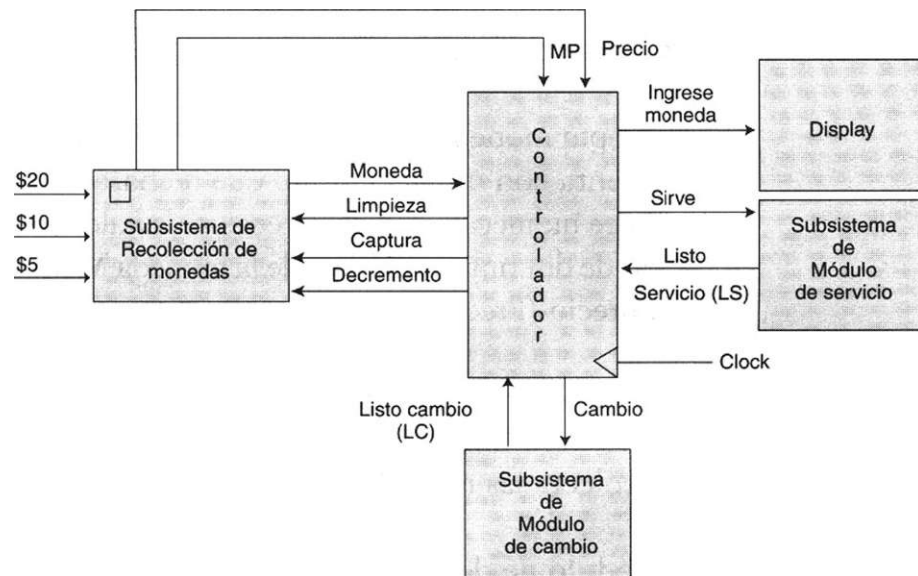 MP
Precio
Ingrese
moneda
Display
$20
$10
$5
Subsistema de
Recolección de
monedas
Moneda
Limpieza
Captura
Decremento
Controlador
Sirve
Listo
Servicio (LS)
Subsistema
de
Módulo
de servicio
Clock
Listo cambio
(LC)
Cambio
Subsistema
de
Módulo
de cambio